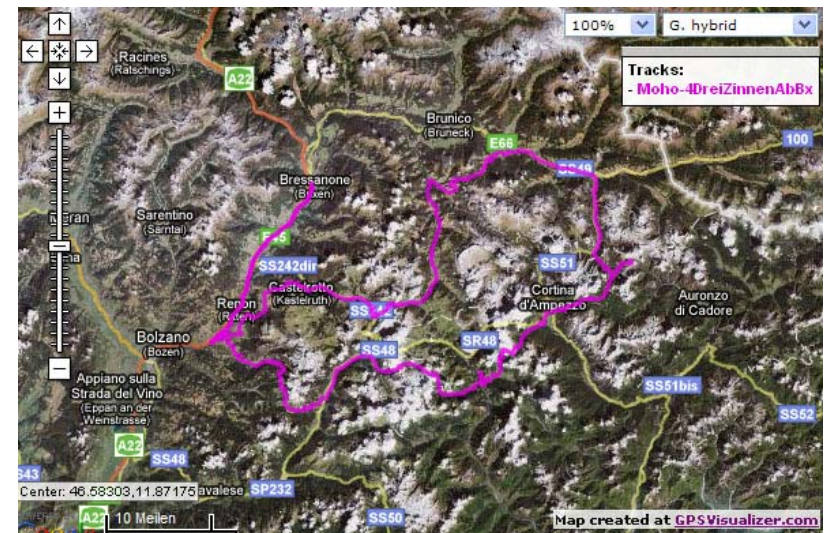 100%
G. hybrid
Tracks:
- Moho-4DreiZinnenAbBx
Racines
(Ratschings)
A22
Brunico
(Bruneck)
E66
100
SS49
Bressanone
(Brixen)
Sarentino
(Sarntal)
SS242dir
SS51
Castelrotto
(Kastelruth)
Renon
(Ritten)
Cortina
d'Ampezzo
Auronzo
di Cadore
Bolzano
(Bozen)
SS48
SR48
Appiano sulla
Strada del Vino
(Eppan an der
Weinstrasse)
SS51bis
SS52
A22
SS48
S43
Center: 46.58303,11.87175
avalese
SP232
A22
10 Meilen
SS50
Map created at GPSVisualizer.com